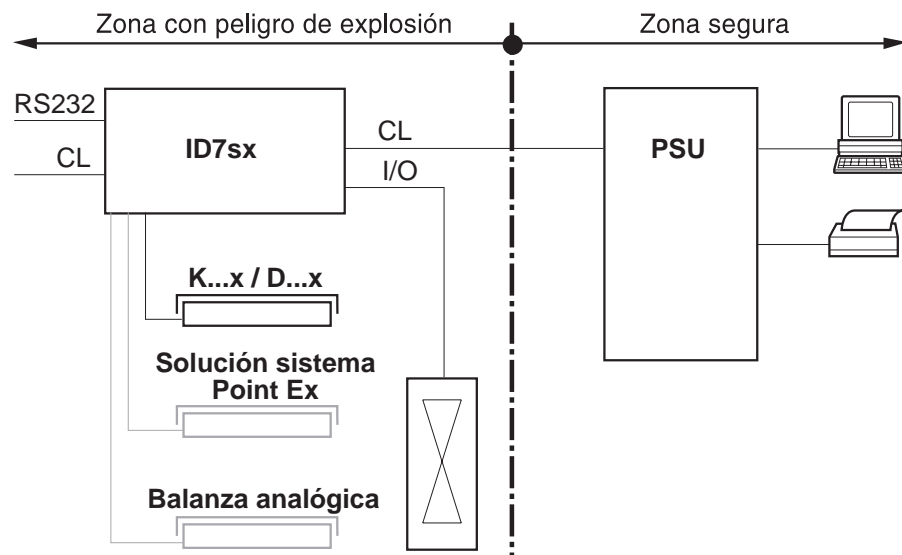 Zona con peligro de explosión
Zona segura
RS232
CL
ID7sx
CL
I/O
PSU
K...x / D...x
Solución sistema
Point Ex
Balanza analógica